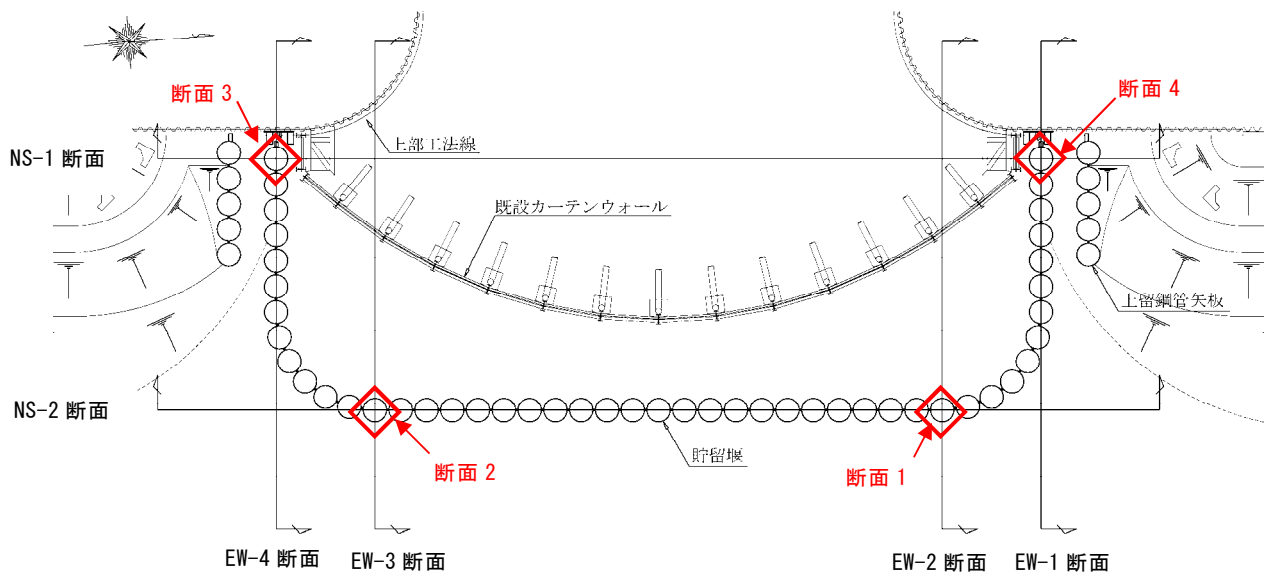 断面 3
断面 4
NS-1 断面
上部工法線
既設カーテンウォール
土留鋼管矢板
NS-2 断面
断面 2
貯留堰
断面 1
EW-4 断面
EW-3 断面
EW-2 断面
EW-1 断面